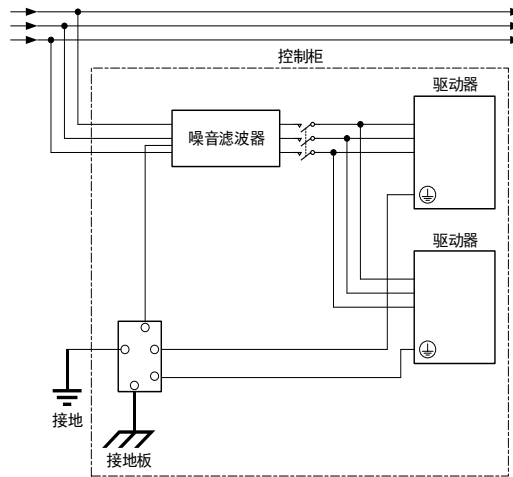 控制柜
驱动器
噪音滤波器
驱动器
接地
接地板